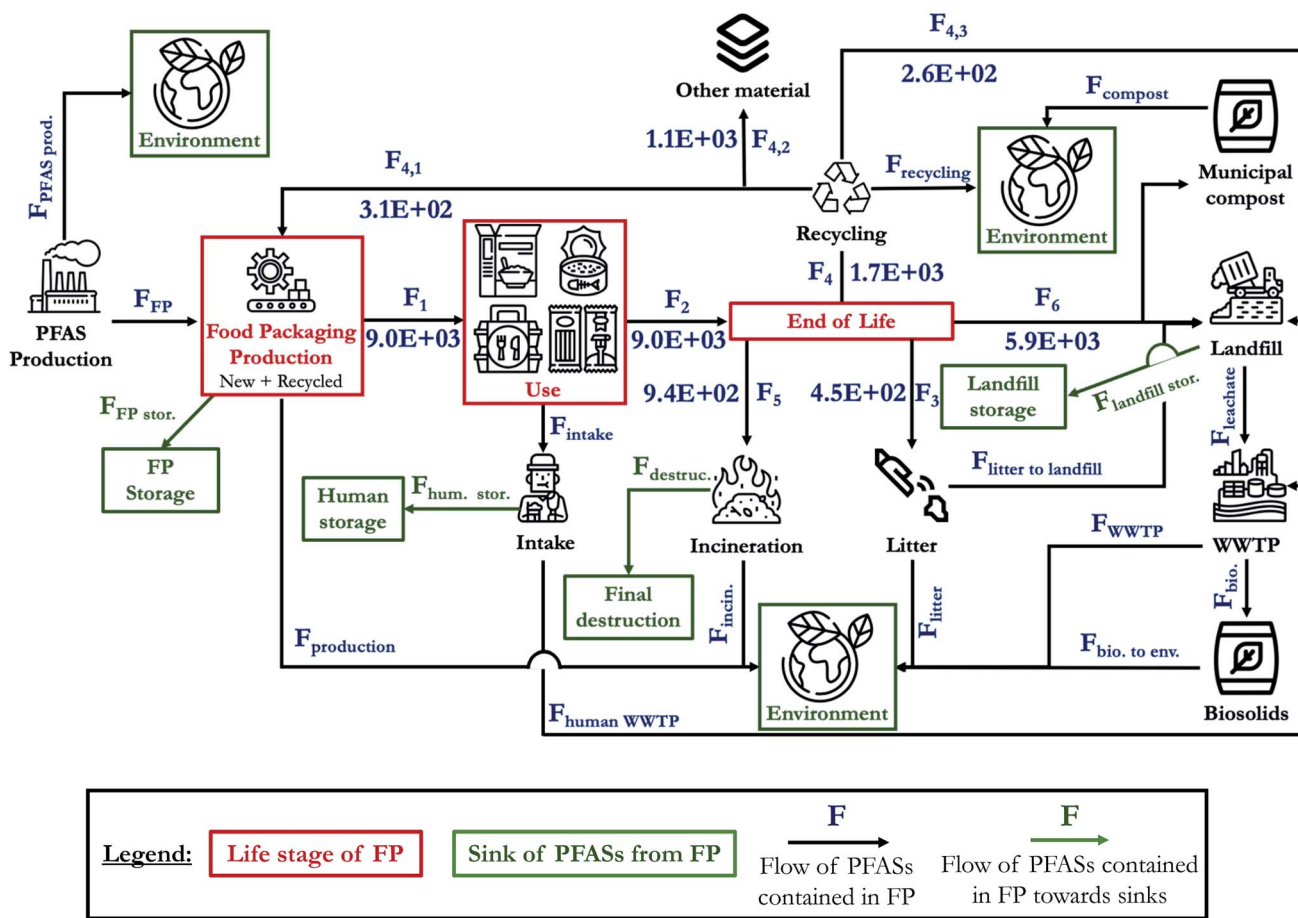 F4,3
2.6E+02
Other material
Fcompost
Environment
FPFAS prod.
1.1E+03
F4,2
F4,1
3.1E+02
Frecycling
Municipal
compost
Environment
Recycling
F4
1.7E+03
PFAS
Production
FFP
Food Packaging
Production
New + Recycled
F1
9.0E+03
Use
F2
9.0E+03
End of Life
F6
5.9E+03
Landfill
FFP stor.
FP
Storage
Fintake
9.4E+02
F5
4.5E+02
F3
Landfill
storage
Flandfill stor.
Fleachate
Human
storage
Fhum. stor.
Intake
Fdestruc.
Incineration
Flitter to landfill
Litter
FWWTP
WWTP
Final
destruction
Fincin.
Flitter
Fbio.
Fproduction
Environment
Fbio. to env.
Biosolids
Fhuman WWTP
Legend:
Life stage of FP
Sink of PFASs from FP
F
Flow of PFASs
contained in FP
F
Flow of PFASs contained
in FP towards sinks